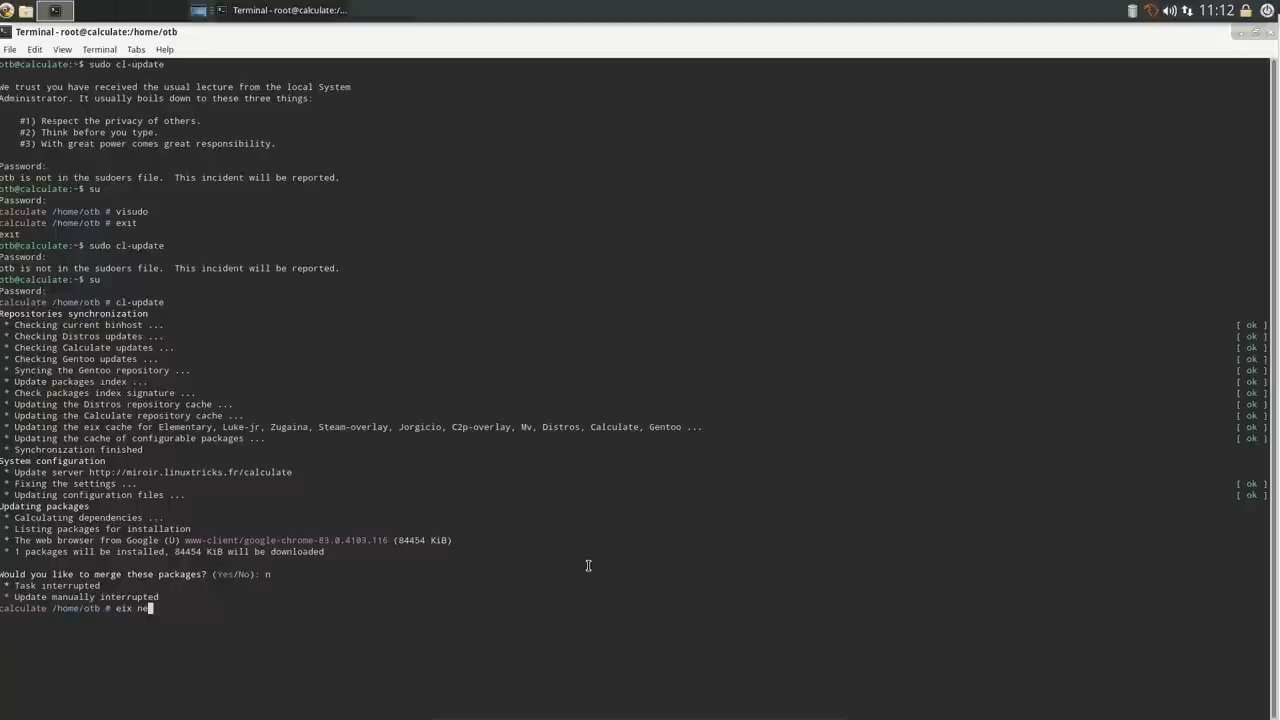 Terminal - root@calculate:/...
11:12
Terminal - root@calculate:/home/otb
File Edit View Terminal Tabs Help
otb@calculate:~$ sudo cl-update
We trust you have received the usual lecture from the local System
Administrator. It usually boils down to these three things:
#1) Respect the privacy of others.
#2) Think before you type.
#3) With great power comes great responsibility.
Password:
otb is not in the sudoers file.  This incident will be reported.
otb@calculate:~$ su
Password:
calculate /home/otb # visudo
calculate /home/otb # exit
exit
otb@calculate:~$ sudo cl-update
Password:
otb is not in the sudoers file.  This incident will be reported.
otb@calculate:~$ su
Password:
calculate /home/otb # cl-update
Repositories synchronization
* Checking current binhost ... [ ok ]
* Checking Distros updates ... [ ok ]
* Checking Calculate updates ... [ ok ]
* Checking Gentoo updates ... [ ok ]
* Syncing the Gentoo repository ... [ ok ]
* Update packages index ... [ ok ]
* Check packages index signature ... [ ok ]
* Updating the Distros repository cache ... [ ok ]
* Updating the Calculate repository cache ... [ ok ]
* Updating the eix cache for Elementary, Luke-jr, Zugaina, Steam-overlay, Jorgicio, C2p-overlay, Mv, Distros, Calculate, Gentoo ... [ ok ]
* Updating the cache of configurable packages ... [ ok ]
* Synchronization finished
System configuration
* Update server http://miroir.linuxtricks.fr/calculate
* Fixing the settings ... [ ok ]
* Updating configuration files ... [ ok ]
Updating packages
* Calculating dependencies ...
* Listing packages for installation
* The web browser from Google (U) www-client/google-chrome-83.0.4103.116 (84454 KiB)
* 1 packages will be installed, 84454 KiB will be downloaded
Would you like to merge these packages? (Yes/No): n
* Task interrupted
* Update manually interrupted
calculate /home/otb # eix ne